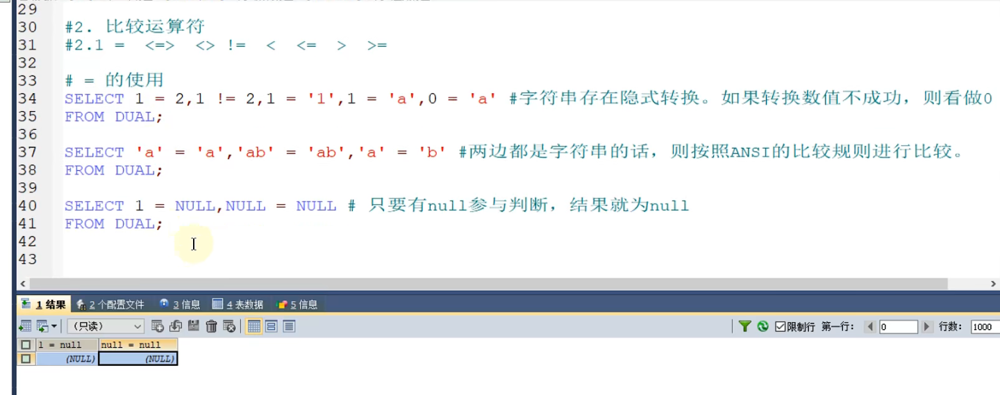 29
30 #2. 比较运算符
31 #2.1 = <=> <> != < <= > >=
32
33 # = 的使用
34 SELECT 1 = 2,1 != 2,1 = '1',1 = 'a',0 = 'a' #字符串存在隐式转换。如果转换数值不成功，则看做0
35 FROM DUAL;
36
37 SELECT 'a' = 'a','ab' = 'ab','a' = 'b' #两边都是字符串的话，则按照ANSI的比较规则进行比较。
38 FROM DUAL;
39
40 SELECT 1 = NULL,NULL = NULL # 只要有null参与判断，结果就为null
41 FROM DUAL;
42
43
1 结果 2 个配置文件 3 信息 4 表数据 5 信息
（只读） 限制行 第一行： 0 行数： 1000
1 = null null = null
(NULL) (NULL)